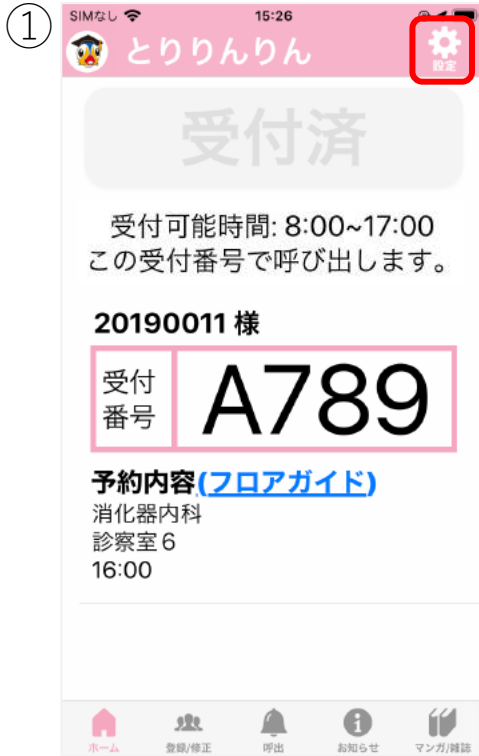 ①
SIMなし 15:26
とりりんりん
設定
受付済
受付可能時間: 8:00~17:00
この受付番号で呼び出します。
20190011 様
受付
番号
A789
予約内容(フロアガイド)
消化器内科
診察室６
16:00
ホーム 登録/修正 呼出 お知らせ マンガ/雑誌